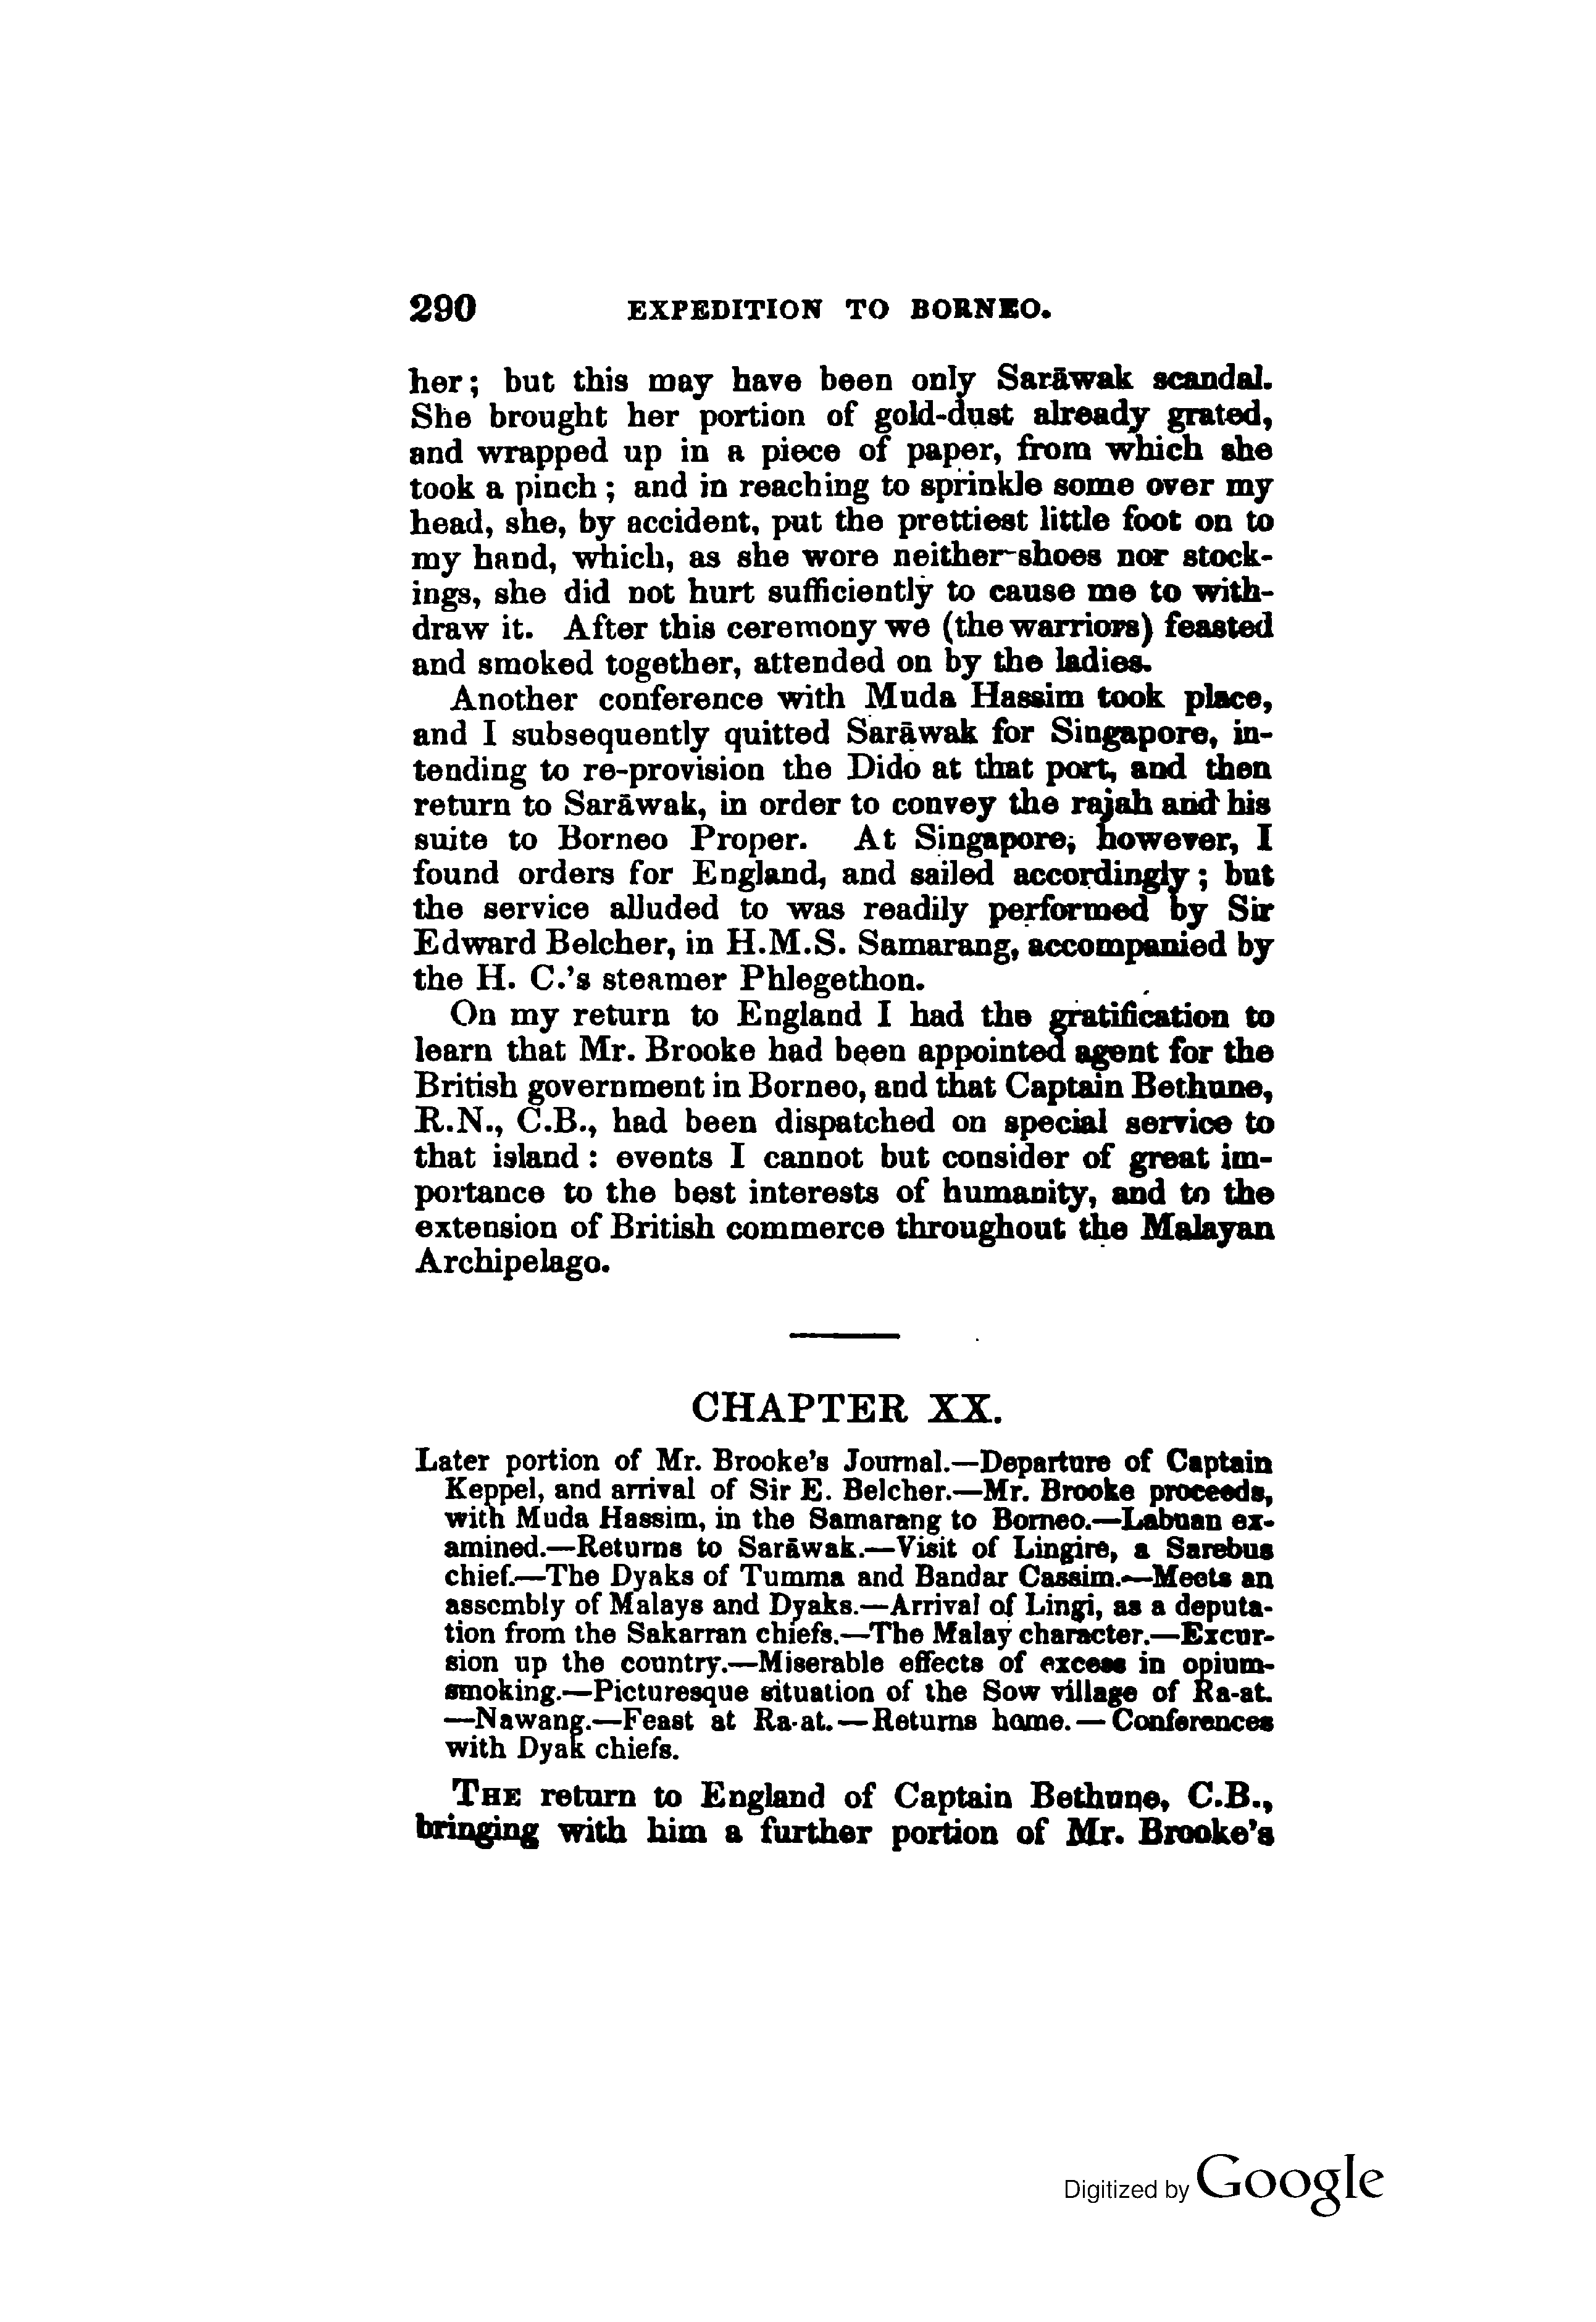 290 EXPEDITION TO BORNEO.
her; but this may have been only Sarāwak scandal.
She brought her portion of gold-dust already grated,
and wrapped up in a piece of paper, from which she
took a pinch; and in reaching to sprinkle some over my
head, she, by accident, put the prettiest little foot on to
my hand, which, as she wore neither shoes nor stock-
ings, she did not hurt sufficiently to cause me to with-
draw it. After this ceremony we (the warriors) feasted
and smoked together, attended on by the ladies.
Another conference with Muda Hassim took place,
and I subsequently quitted Sarāwak for Singapore, in-
tending to re-provision the Dido at that port, and then
return to Sarāwak, in order to convey the rajah and his
suite to Borneo Proper. At Singapore, however, I
found orders for England, and sailed accordingly; but
the service alluded to was readily performed by Sir
Edward Belcher, in H.M.S. Samarang, accompanied by
the H. C.'s steamer Phlegethon.
On my return to England I had the gratification to
learn that Mr. Brooke had been appointed agent for the
British government in Borneo, and that Captain Bethune,
R.N., C.B., had been dispatched on special service to
that island: events I cannot but consider of great im-
portance to the best interests of humanity, and to the
extension of British commerce throughout the Malayan
Archipelago.
CHAPTER XX.
Later portion of Mr. Brooke's Journal.—Departure of Captain
Keppel, and arrival of Sir E. Belcher.—Mr. Brooke proceeds,
with Muda Hassim, in the Samarang to Borneo.—Labuan ex-
amined.—Returns to Sarāwak.—Visit of Lingire, a Sarebus
chief.—The Dyaks of Tumma and Bandar Cassim.—Meets an
assembly of Malays and Dyaks.—Arrival of Lingi, as a deputa-
tion from the Sakarran chiefs.—The Malay character.—Excur-
sion up the country.—Miserable effects of excess in opium-
smoking.—Picturesque situation of the Sow village of Ra-at.
—Nawang.—Feast at Ra-at.—Returns home.—Conferences
with Dyak chiefs.
THE return to England of Captain Bethune, C.B.,
bringing with him a further portion of Mr. Brooke's
Digitized by Google